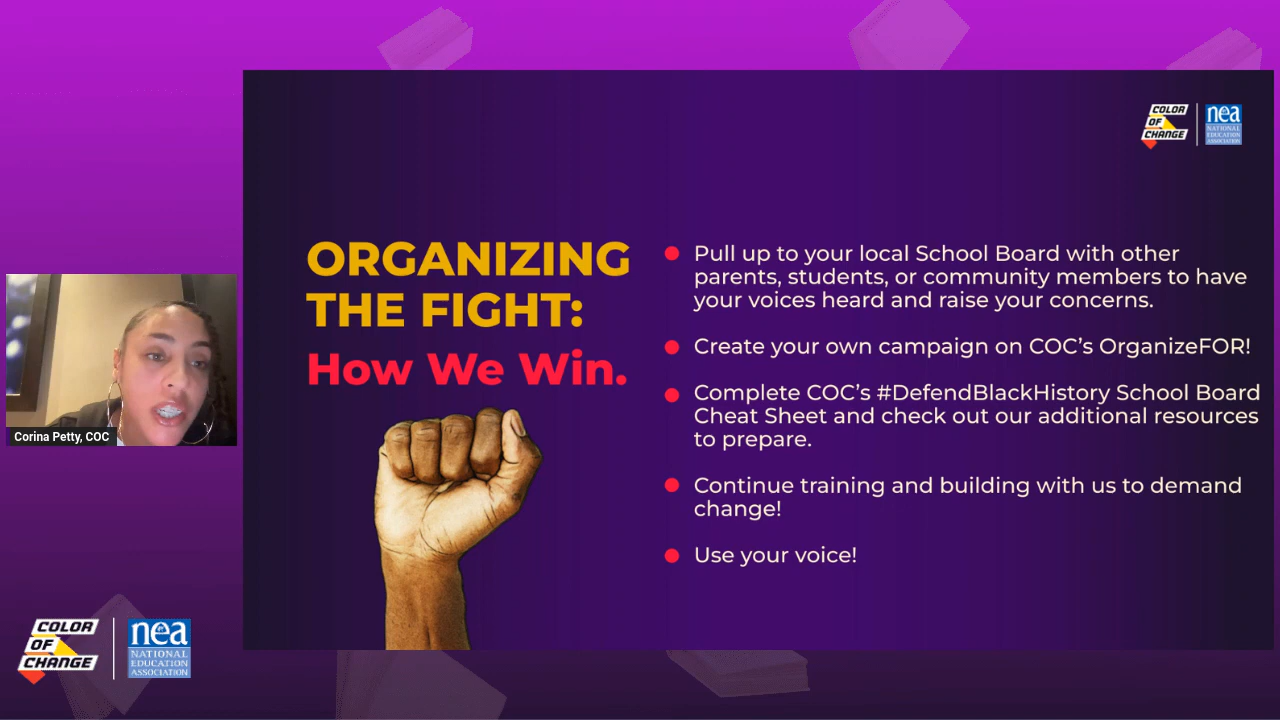 COLOR
OF
CHANGE
nea
NATIONAL
EDUCATION
ASSOCIATION
ORGANIZING
THE FIGHT:
How We Win.
Pull up to your local School Board with other
parents, students, or community members to have
your voices heard and raise your concerns.
Create your own campaign on COC’s OrganizeFOR!
Complete COC’s #DefendBlackHistory School Board
Cheat Sheet and check out our additional resources
to prepare.
Continue training and building with us to demand
change!
Use your voice!
Corina Petty, COC
COLOR
OF
CHANGE
nea
NATIONAL
EDUCATION
ASSOCIATION